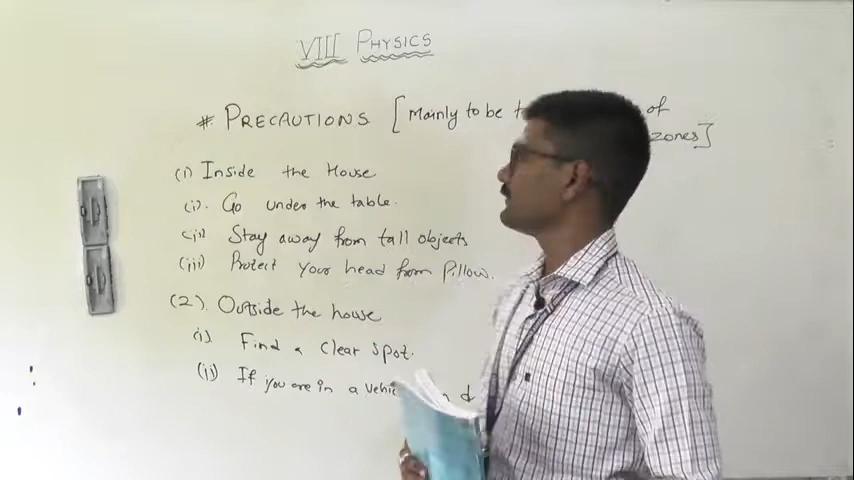 VIII PHYSICS
# PRECAUTIONS [Mainly to be of
zones]
(1) Inside the House
(i). Go under the table.
(ii) Stay away from tall objects
(iii) Protect your head from Pillow.
(2). Outside the house
(i) Find a clear spot.
(ii) If you are in a